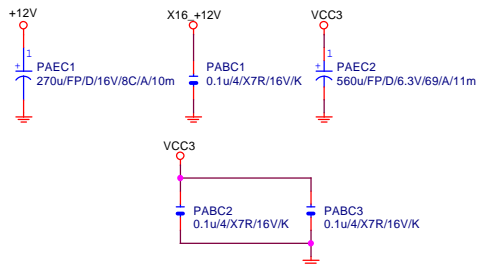 +12V
X16_+12V
VCC3
1
PAEC1
270u/FP/D/16V/8C/A/10m
PABC1
0.1u/4/X7R/16V/K
1
PAEC2
560u/FP/D/6.3V/69/A/11m
VCC3
PABC2
0.1u/4/X7R/16V/K
PABC3
0.1u/4/X7R/16V/K